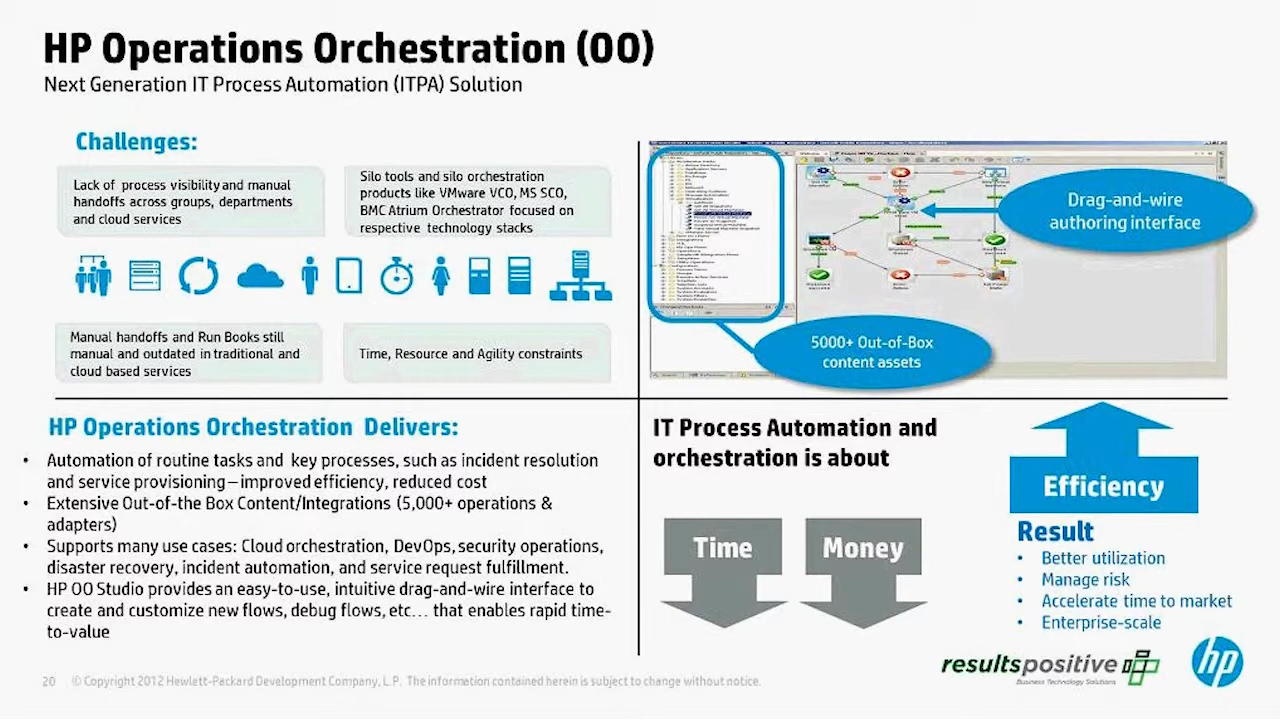 HP Operations Orchestration (OO)
Next Generation IT Process Automation (ITPA) Solution
Challenges:
Lack of process visiblity and manual
handoffs across groups, departments
and cloud services
Silo tools and silo orchestration
products like VMware VCO, MS SCO,
BMC Atrium Orchestrator focused on
respective technology stacks
Manual handoffs and Run Books still
manual and outdated in traditional and
cloud based services
Time, Resource and Agility constraints
Drag-and-wire
authoring interface
5000+ Out-of-Box
content assets
HP Operations Orchestration Delivers:
• Automation of routine tasks and key processes, such as incident resolution
and service provisioning – improved efficiency, reduced cost
• Extensive Out-of-the Box Content/Integrations (5,000+ operations &
adapters)
• Supports many use cases: Cloud orchestration, DevOps, security operations,
disaster recovery, incident automation, and service request fulfillment.
• HP OO Studio provides an easy-to-use, intuitive drag-and-wire interface to
create and customize new flows, debug flows, etc... that enables rapid time-
to-value
IT Process Automation and
orchestration is about
Time
Money
Efficiency
Result
• Better utilization
• Manage risk
• Accelerate time to market
• Enterprise-scale
resultspositive
Business Technology Solutions
hp
20 © Copyright 2012 Hewlett-Packard Development Company, L.P. The information contained herein is subject to change without notice.